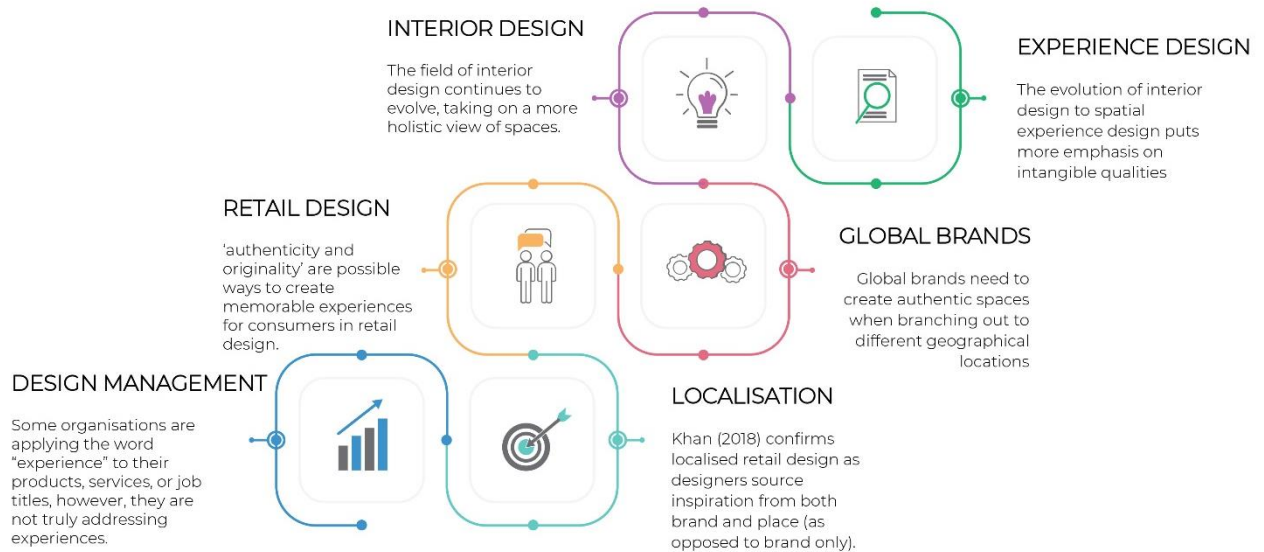 INTERIOR DESIGN
The field of interior
design continues to
evolve, taking on a more
holistic view of spaces.
EXPERIENCE DESIGN
The evolution of interior
design to spatial
experience design puts
more emphasis on
intangible qualities
RETAIL DESIGN
‘authenticity and
originality’ are possible
ways to create
memorable experiences
for consumers in retail
design.
GLOBAL BRANDS
Global brands need to
create authentic spaces
when branching out to
different geographical
locations
DESIGN MANAGEMENT
Some organisations are
applying the word
“experience” to their
products, services, or job
titles, however, they are
not truly addressing
experiences.
LOCALISATION
Khan (2018) confirms
localised retail design as
designers source
inspiration from both
brand and place (as
opposed to brand only).